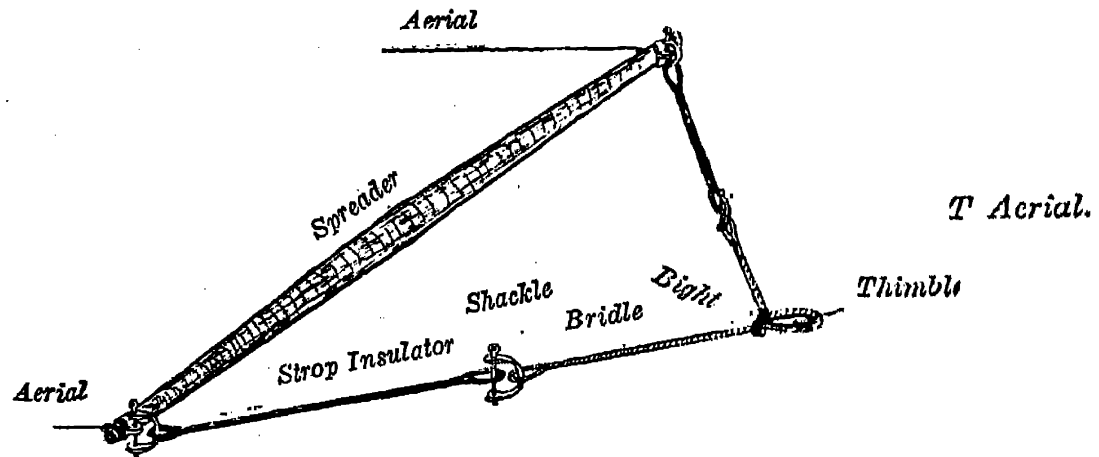 Aerial
Spreader
T Aerial.
Shackle
Bight
Thimble
Bridle
Strop Insulator
Aerial